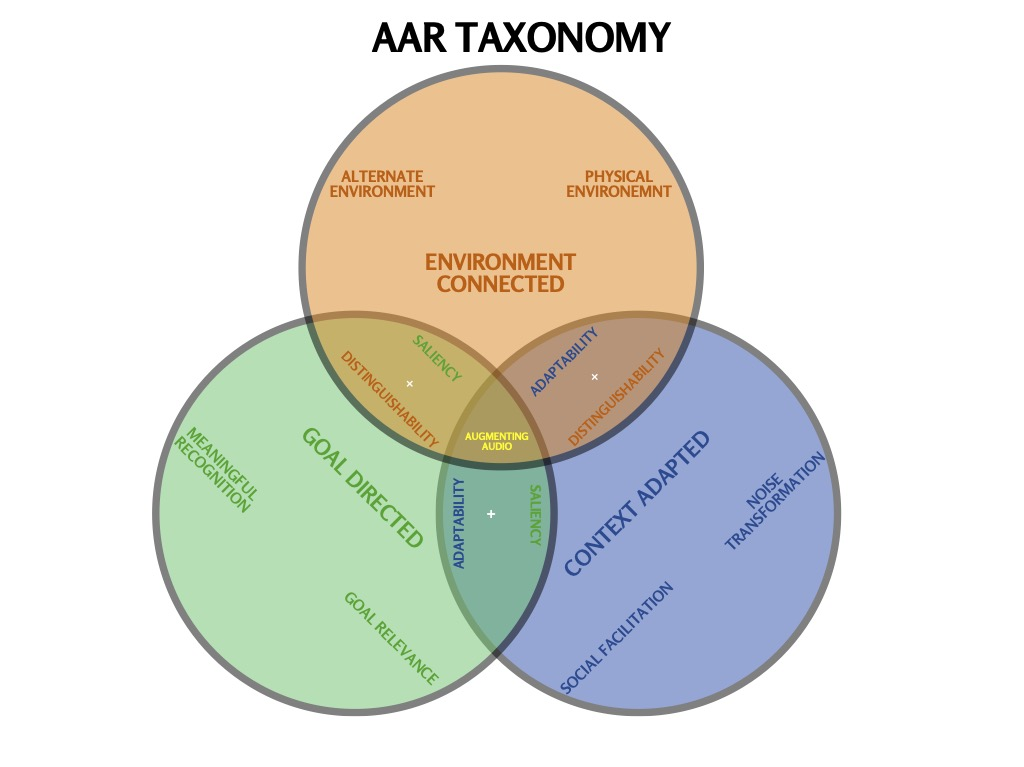 AAR TAXONOMY
ALTERNATE
ENVIRONMENT
PHYSICAL
ENVIRONEMNT
ENVIRONMENT
CONNECTED
SALIENCY
×
DISTINGUISHABILITY
ADAPTABILITY
×
DISTINGUISHABILITY
AUGMENTING
AUDIO
MEANINGFUL
RECOGNITION
GOAL DIRECTED
GOAL RELEVANCE
ADAPTABILITY
+
SALIENCY
CONTEXT ADAPTED
NOISE
TRANSFORMATION
SOCIAL FACILITATION